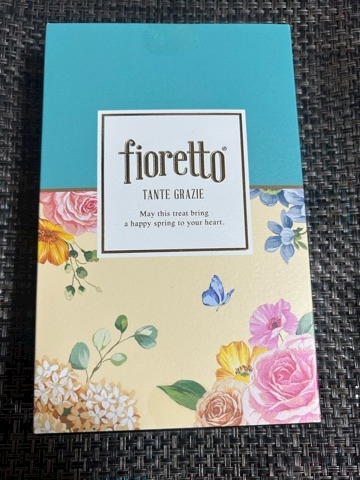 fioretto®
TANTE GRAZIE
May this treat bring
a happy spring to your heart.